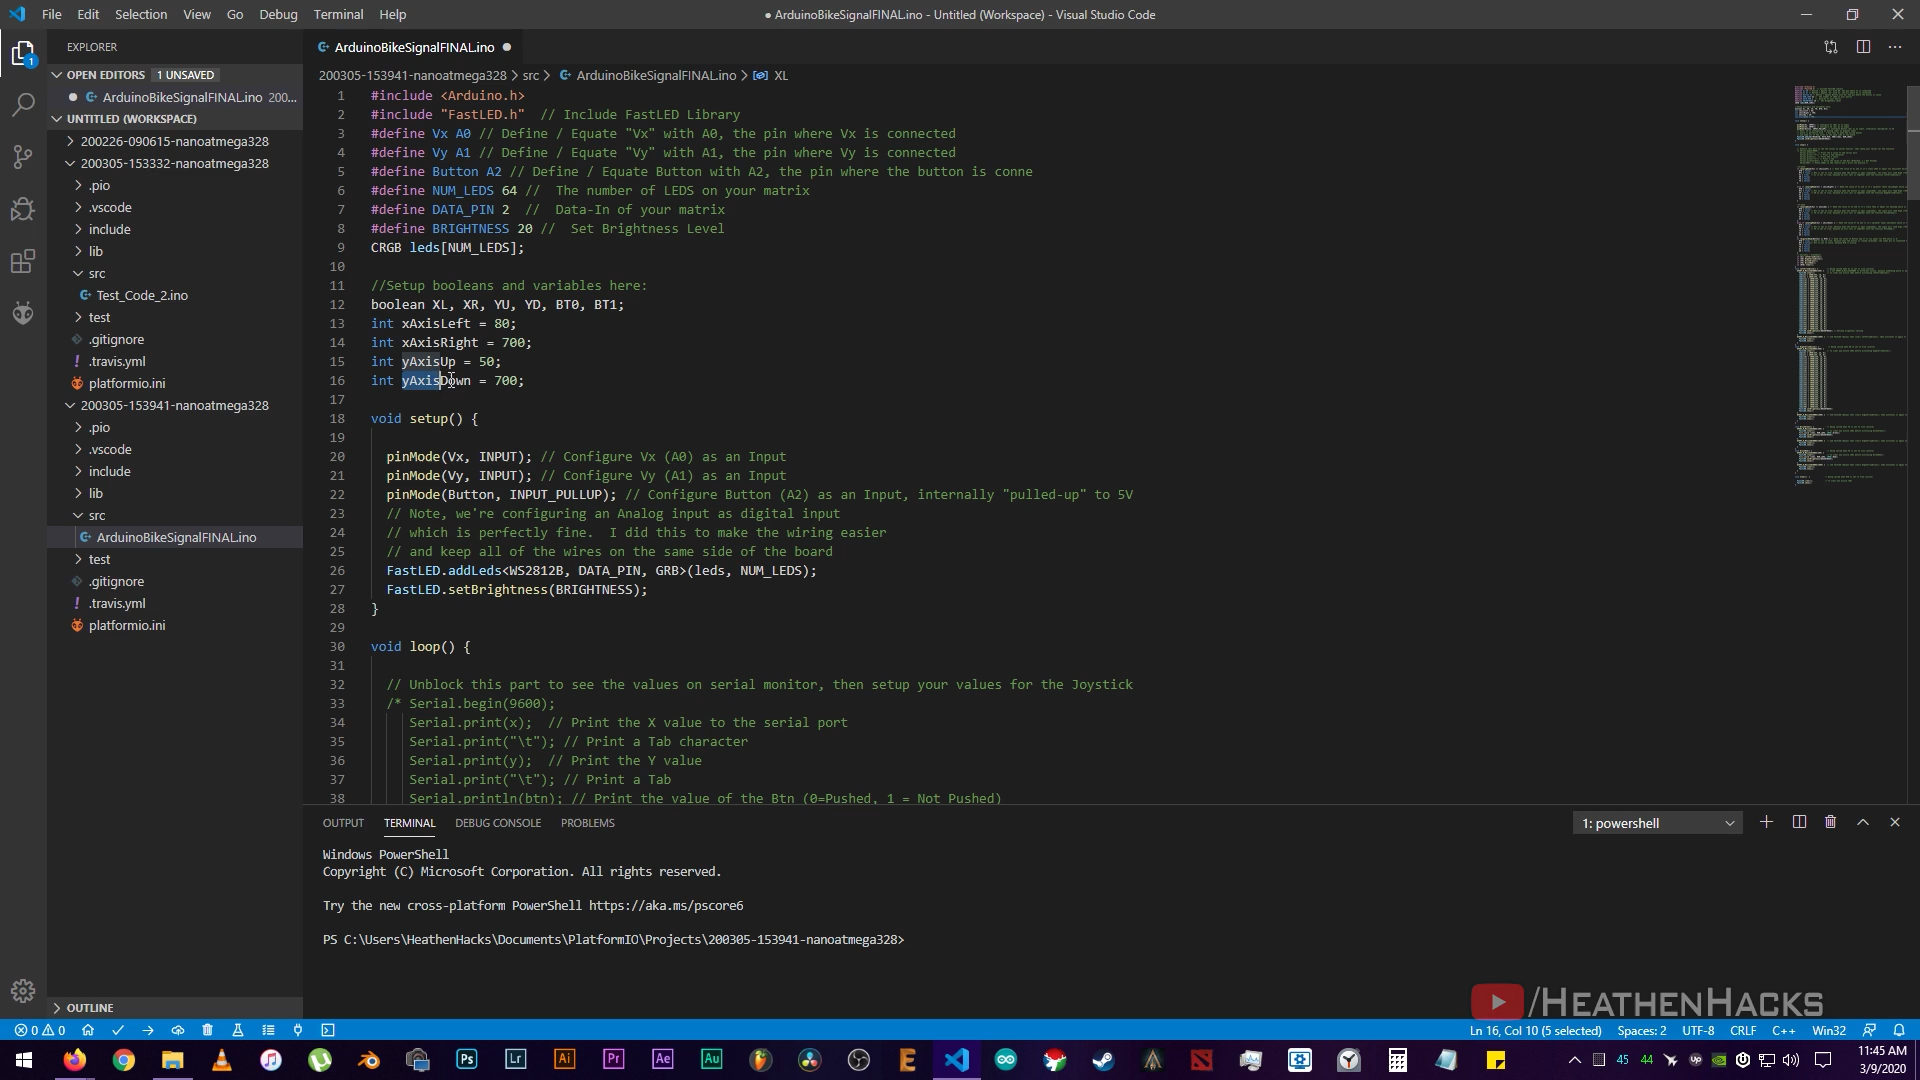 File Edit Selection View Go Debug Terminal Help
● ArduinoBikeSignalFINAL.ino - Untitled (Workspace) - Visual Studio Code
EXPLORER
OPEN EDITORS 1 UNSAVED
ArduinoBikeSignalFINAL.ino 200...
UNTITLED (WORKSPACE)
200226-090615-nanoatmega328
200305-153332-nanoatmega328
.pio
.vscode
include
lib
src
Test_Code_2.ino
test
.gitignore
.travis.yml
platformio.ini
200305-153941-nanoatmega328
.pio
.vscode
include
lib
src
ArduinoBikeSignalFINAL.ino
test
.gitignore
.travis.yml
platformio.ini
OUTLINE
ArduinoBikeSignalFINAL.ino
200305-153941-nanoatmega328 > src > ArduinoBikeSignalFINAL.ino > XL
1 #include <Arduino.h>
2 #include "FastLED.h" // Include FastLED Library
3 #define Vx A0 // Define / Equate "Vx" with A0, the pin where Vx is connected
4 #define Vy A1 // Define / Equate "Vy" with A1, the pin where Vy is connected
5 #define Button A2 // Define / Equate Button with A2, the pin where the button is conne
6 #define NUM_LEDS 64 // The number of LEDS on your matrix
7 #define DATA_PIN 2 // Data-In of your matrix
8 #define BRIGHTNESS 20 // Set Brightness Level
9 CRGB leds[NUM_LEDS];
10
11 //Setup booleans and variables here:
12 boolean XL, XR, YU, YD, BT0, BT1;
13 int xAxisLeft = 80;
14 int xAxisRight = 700;
15 int yAxisUp = 50;
16 int yAxisDown = 700;
17
18 void setup() {
19
20 pinMode(Vx, INPUT); // Configure Vx (A0) as an Input
21 pinMode(Vy, INPUT); // Configure Vy (A1) as an Input
22 pinMode(Button, INPUT_PULLUP); // Configure Button (A2) as an Input, internally "pulled-up" to 5V
23 // Note, we're configuring an Analog input as digital input
24 // which is perfectly fine. I did this to make the wiring easier
25 // and keep all of the wires on the same side of the board
26 FastLED.addLeds<WS2812B, DATA_PIN, GRB>(leds, NUM_LEDS);
27 FastLED.setBrightness(BRIGHTNESS);
28 }
29
30 void loop() {
31
32 // Unblock this part to see the values on serial monitor, then setup your values for the Joystick
33 /* Serial.begin(9600);
34 Serial.print(x); // Print the X value to the serial port
35 Serial.print("\t"); // Print a Tab character
36 Serial.print(y); // Print the Y value
37 Serial.print("\t"); // Print a Tab
38 Serial.println(btn); // Print the value of the Btn (0=Pushed, 1 = Not Pushed)
OUTPUT TERMINAL DEBUG CONSOLE PROBLEMS
1: powershell
Windows PowerShell
Copyright (C) Microsoft Corporation. All rights reserved.
Try the new cross-platform PowerShell https://aka.ms/pscore6
PS C:\Users\HeathenHacks\Documents\PlatformIO\Projects\200305-153941-nanoatmega328>
/HEATHENHACKS
0 0
Ln 16, Col 10 (5 selected) Spaces: 2 UTF-8 CRLF C++ Win32
Ps Lr Ai Pr Ae Au
45 44
11:45 AM
3/9/2020